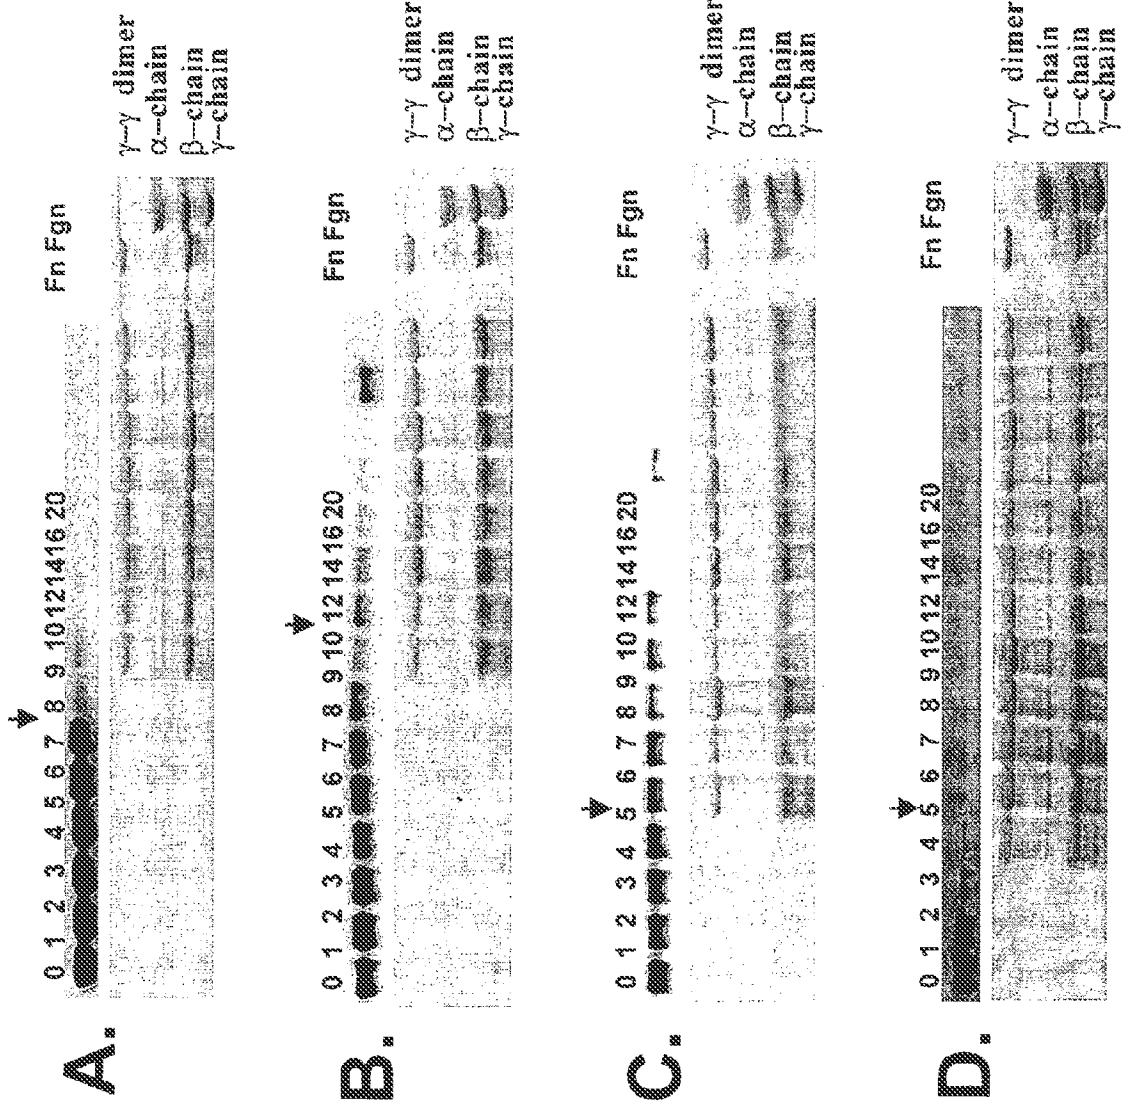 A.
0 1 2 3 4 5 6 7 8 9 10 12 14 16 20 Fn Fgn
γ-γ dimer
α-chain
β-chain
γ-chain
B.
0 1 2 3 4 5 6 7 8 9 10 12 14 16 20 Fn Fgn
γ-γ dimer
α-chain
β-chain
γ-chain
C.
0 1 2 3 4 5 6 7 8 9 10 12 14 16 20 Fn Fgn
γ-γ dimer
α-chain
β-chain
γ-chain
D.
0 1 2 3 4 5 6 7 8 9 10 12 14 16 20 Fn Fgn
γ-γ dimer
α-chain
β-chain
γ-chain